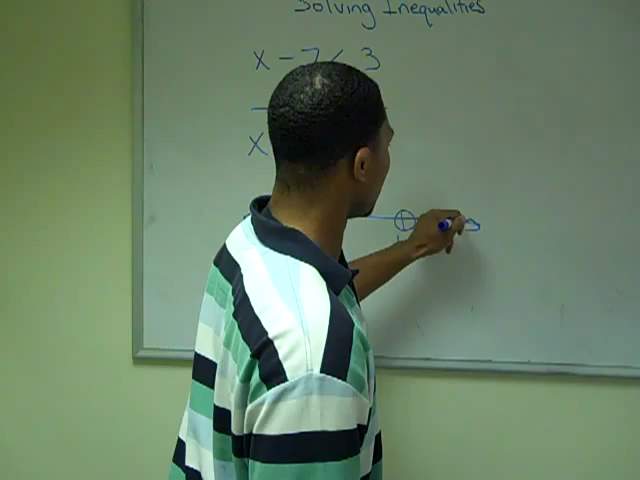 Solving Inequalities
x - 7 < 3
x